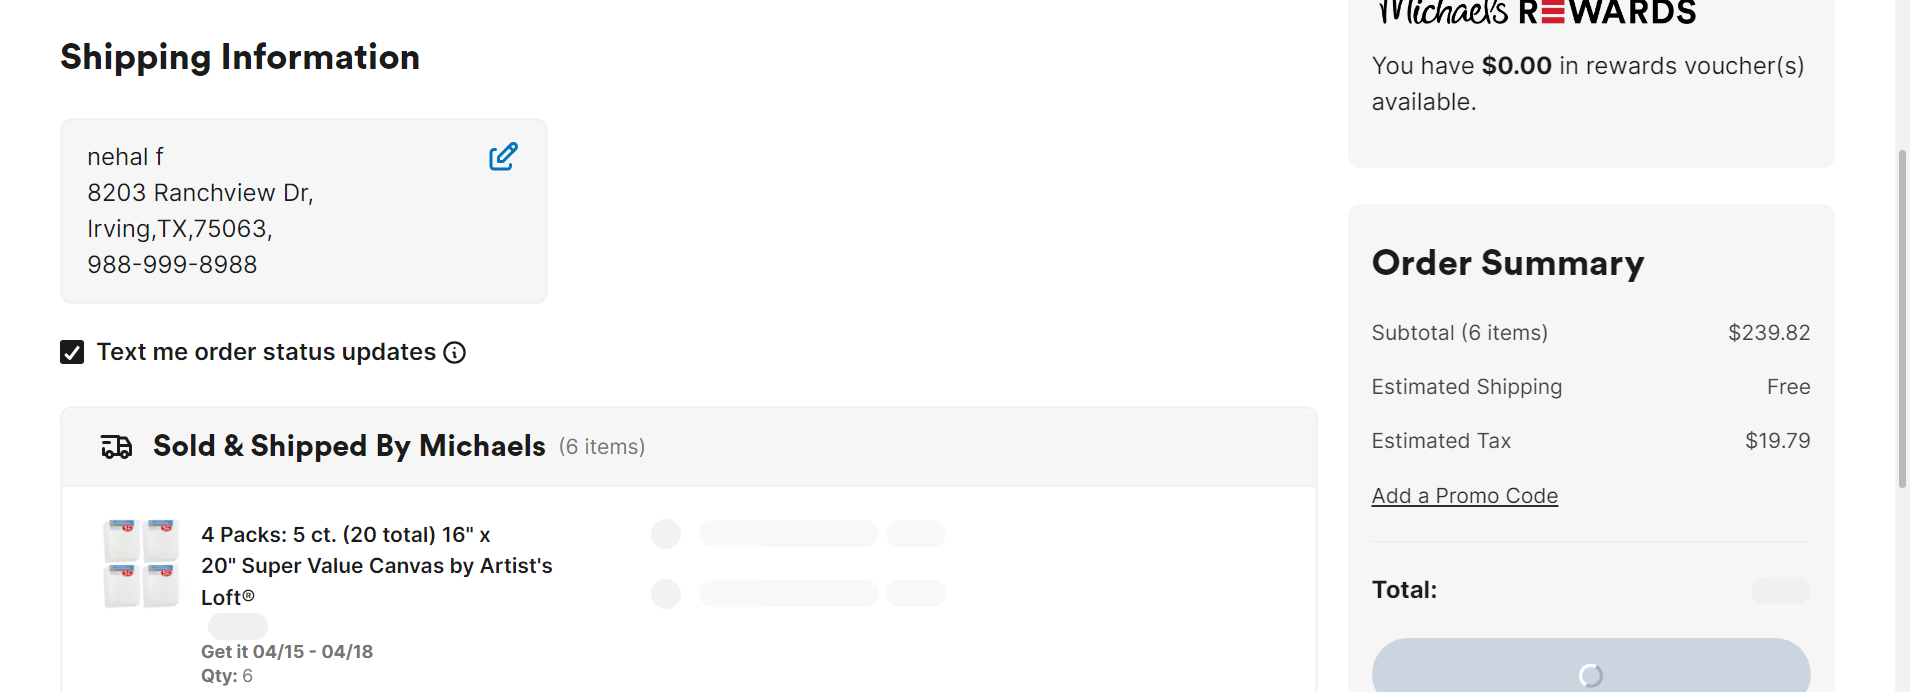 Shipping Information
nehal f
8203 Ranchview Dr,
Irving,TX,75063,
988-999-8988
Text me order status updates
Sold & Shipped By Michaels (6 items)
4 Packs: 5 ct. (20 total) 16" x
20" Super Value Canvas by Artist's
Loft®
Get it 04/15 - 04/18
Qty: 6
Michaels REWARDS
You have $0.00 in rewards voucher(s)
available.
Order Summary
Subtotal (6 items) $239.82
Estimated Shipping Free
Estimated Tax $19.79
Add a Promo Code
Total: